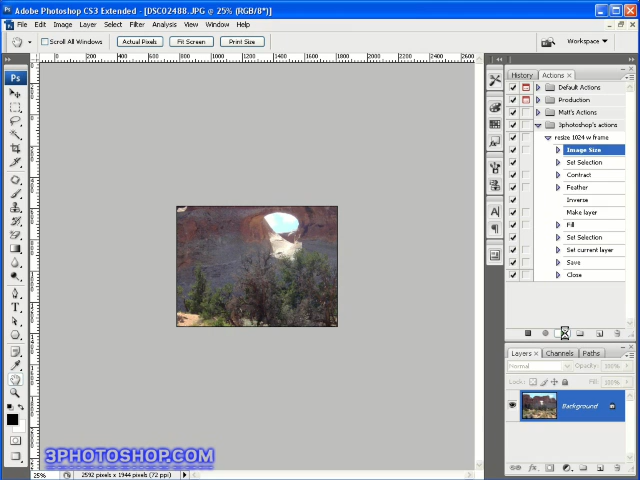 Adobe Photoshop CS3 Extended - [DSC02488.JPG @ 25% (RGB/8*)]
File Edit Image Layer Select Filter Analysis View Window Help
Scroll All Windows Actual Pixels Fit Screen Print Size Workspace
History Actions
Default Actions
Production
Matt's Actions
3photoshop's actions
resize 1024 w frame
Image Size
Set Selection
Contract
Feather
Inverse
Make layer
Fill
Set Selection
Set current layer
Save
Close
Layers Channels Paths
Normal Opacity: 100%
Lock: Fill: 100%
Background
3PHOTOSHOP.COM
25% 2592 pixels x 1944 pixels (72 ppi)